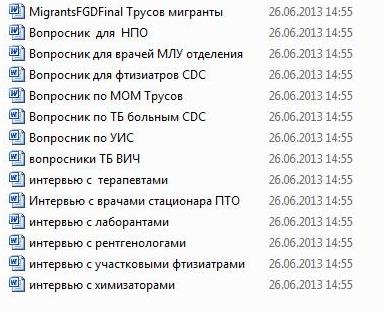 MigrantsFGDFinal Трусов мигранты 26.06.2013 14:55
Вопросник для НПО 26.06.2013 14:55
Вопросник для врачей МЛУ отделения 26.06.2013 14:55
Вопросник для фтизиатров CDC 26.06.2013 14:55
Вопросник по МОМ Трусов 26.06.2013 14:55
Вопросник по ТБ больным CDC 26.06.2013 14:55
Вопросник по УИС 26.06.2013 14:55
вопросники ТБ ВИЧ 26.06.2013 14:55
интервью с терапевтами 26.06.2013 14:55
Интервью с врачами стационара ПТО 26.06.2013 14:55
интервью с лаборантами 26.06.2013 14:55
интервью с рентгенологами 26.06.2013 14:55
интервью с участковыми фтизиатрами 26.06.2013 14:55
интервью с химизаторами 26.06.2013 14:55